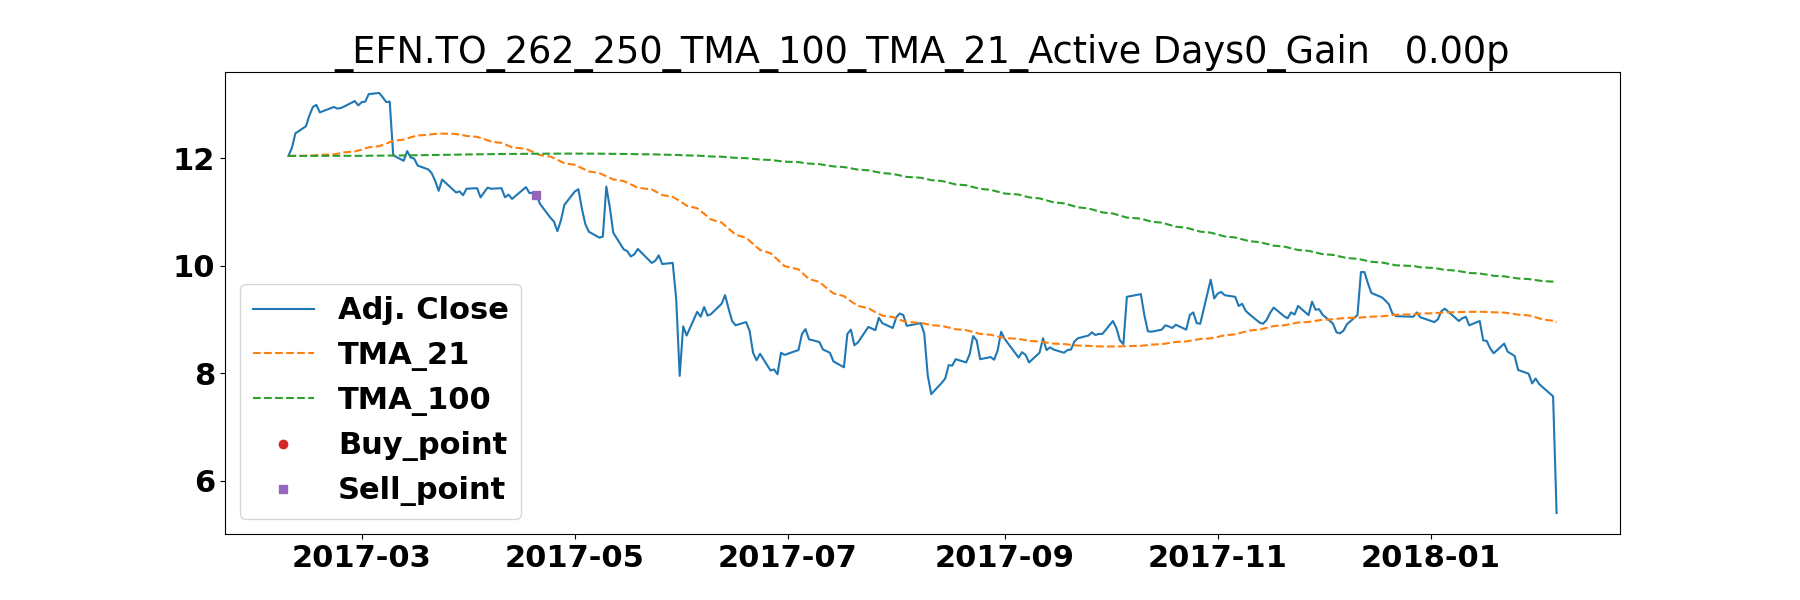 _EFN.TO_262_250_TMA_100_TMA_21_Active Days0_Gain   0.00p
12
10
8
6
Adj. Close
TMA_21
TMA_100
Buy_point
Sell_point
2017-03 2017-05 2017-07 2017-09 2017-11 2018-01